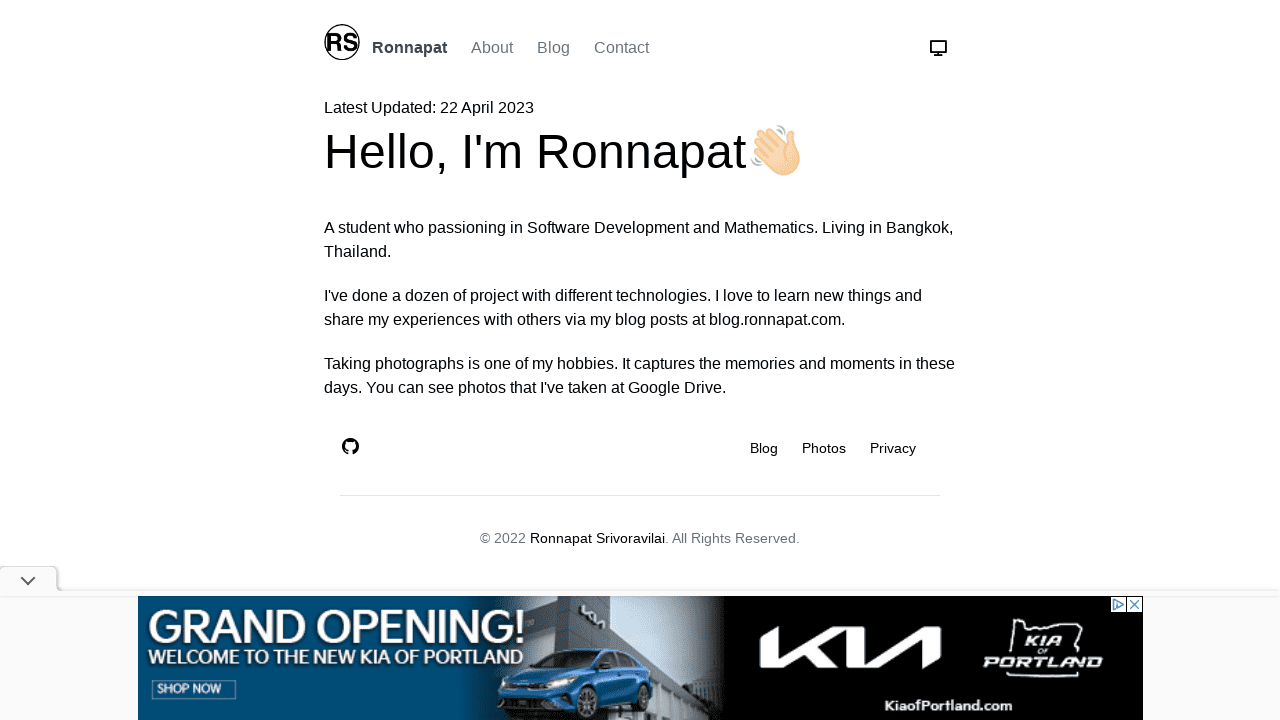 RS
Ronnapat About Blog Contact
Latest Updated: 22 April 2023
Hello, I'm Ronnapat👋🏼
A student who passioning in Software Development and Mathematics. Living in Bangkok,
Thailand.
I've done a dozen of project with different technologies. I love to learn new things and
share my experiences with others via my blog posts at blog.ronnapat.com.
Taking photographs is one of my hobbies. It captures the memories and moments in these
days. You can see photos that I've taken at Google Drive.
Blog Photos Privacy
© 2022 Ronnapat Srivoravilai. All Rights Reserved.
GRAND OPENING!
WELCOME TO THE NEW KIA OF PORTLAND
SHOP NOW
KIA
KIA
OF
PORTLAND
KiaofPortland.com